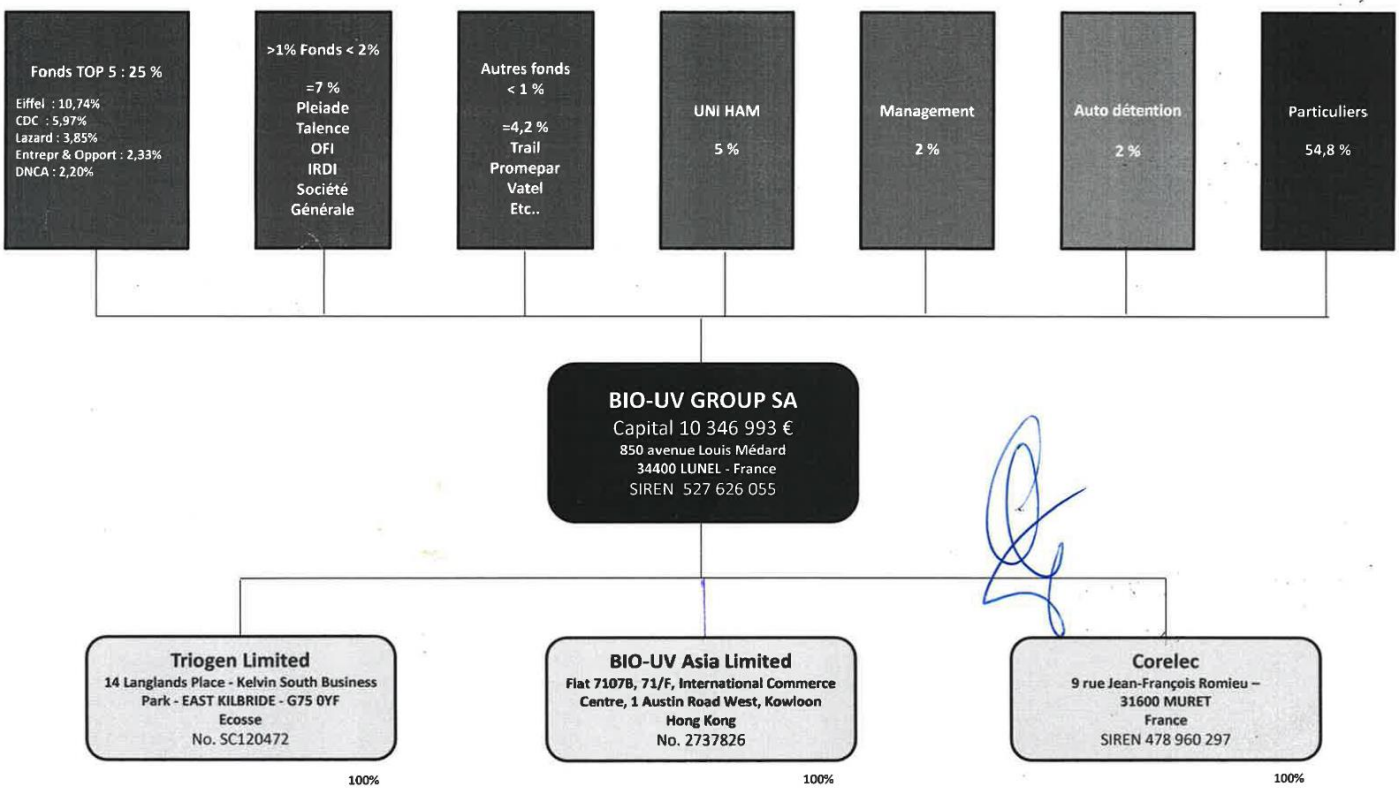 Fonds TOP 5 : 25 %
Eiffel : 10,74%
CDC : 5,97%
Lazard : 3,85%
Entrepr & Opport : 2,33%
DNCA : 2,20%
>1% Fonds < 2%
=7 %
Pleiade
Talence
OFI
IRDI
Société
Générale
Autres fonds
< 1 %
=4,2 %
Trail
Promepar
Vatel
Etc..
UNI HAM
5 %
Management
2 %
Auto détention
2 %
Particuliers
54,8 %
BIO-UV GROUP SA
Capital 10 346 993 €
850 avenue Louis Médard
34400 LUNEL - France
SIREN 527 626 055
Triogen Limited
14 Langlands Place - Kelvin South Business
Park - EAST KILBRIDE - G75 0YF
Ecosse
No. SC120472
100%
BIO-UV Asia Limited
Flat 7107B, 71/F, International Commerce
Centre, 1 Austin Road West, Kowloon
Hong Kong
No. 2737826
100%
Corelec
9 rue Jean-François Romieu –
31600 MURET
France
SIREN 478 960 297
100%